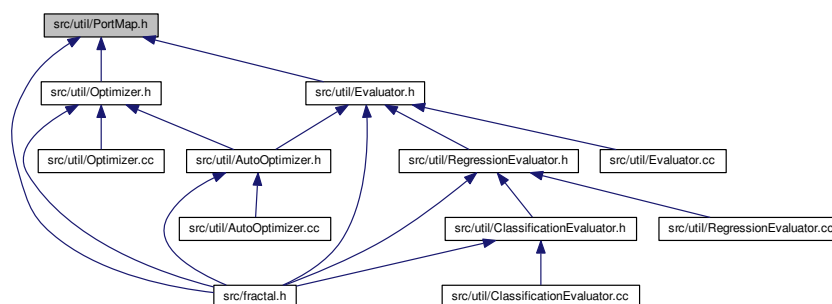 src/util/PortMap.h
src/util/Optimizer.h
src/util/Evaluator.h
src/util/Optimizer.cc
src/util/AutoOptimizer.h
src/util/RegressionEvaluator.h
src/util/Evaluator.cc
src/util/AutoOptimizer.cc
src/util/ClassificationEvaluator.h
src/util/RegressionEvaluator.cc
src/fractal.h
src/util/ClassificationEvaluator.cc